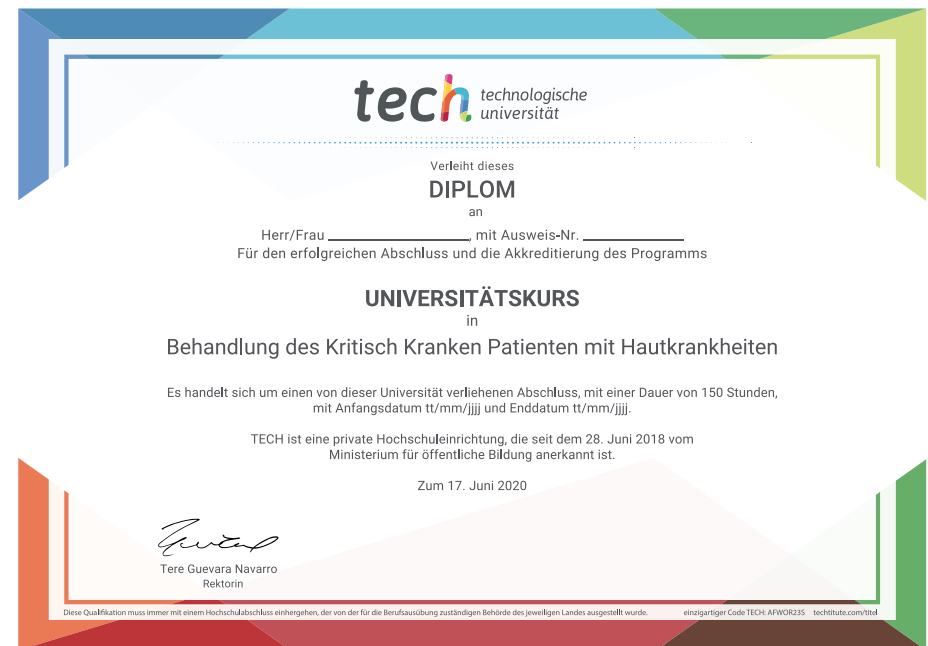 tech technologische
universität
Verleiht dieses
DIPLOM
an
Herr/Frau ____________, mit Ausweis-Nr. ____________
Für den erfolgreichen Abschluss und die Akkreditierung des Programms
UNIVERSITÄTSKURS
in
Behandlung des Kritisch Kranken Patienten mit Hautkrankheiten
Es handelt sich um einen von dieser Universität verliehenen Abschluss, mit einer Dauer von 150 Stunden,
mit Anfangsdatum tt/mm/jjjj und Enddatum tt/mm/jjjj.
TECH ist eine private Hochschuleinrichtung, die seit dem 28. Juni 2018 vom
Ministerium für öffentliche Bildung anerkannt ist.
Zum 17. Juni 2020
Tere Guevara Navarro
Rektorin
Diese Qualifikation muss immer mit einem Hochschulabschluss einhergehen, der von der für die Berufsausübung zuständigen Behörde des jeweiligen Landes ausgestellt wurde. einzigartiger Code TECH: AFWOR23S techtitute.com/titel